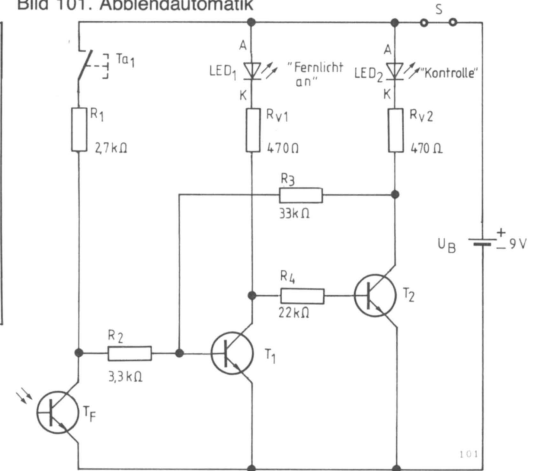 Bild 101. Abblendautomatik
S
Ta1
A
LED1
"Fernlicht an"
K
A
LED2
"Kontrolle"
K
R1
2,7kΩ
Rv1
470Ω
Rv2
470Ω
R3
33kΩ
UB
+
−
9V
R4
22kΩ
T2
R2
3,3kΩ
T1
TF
101